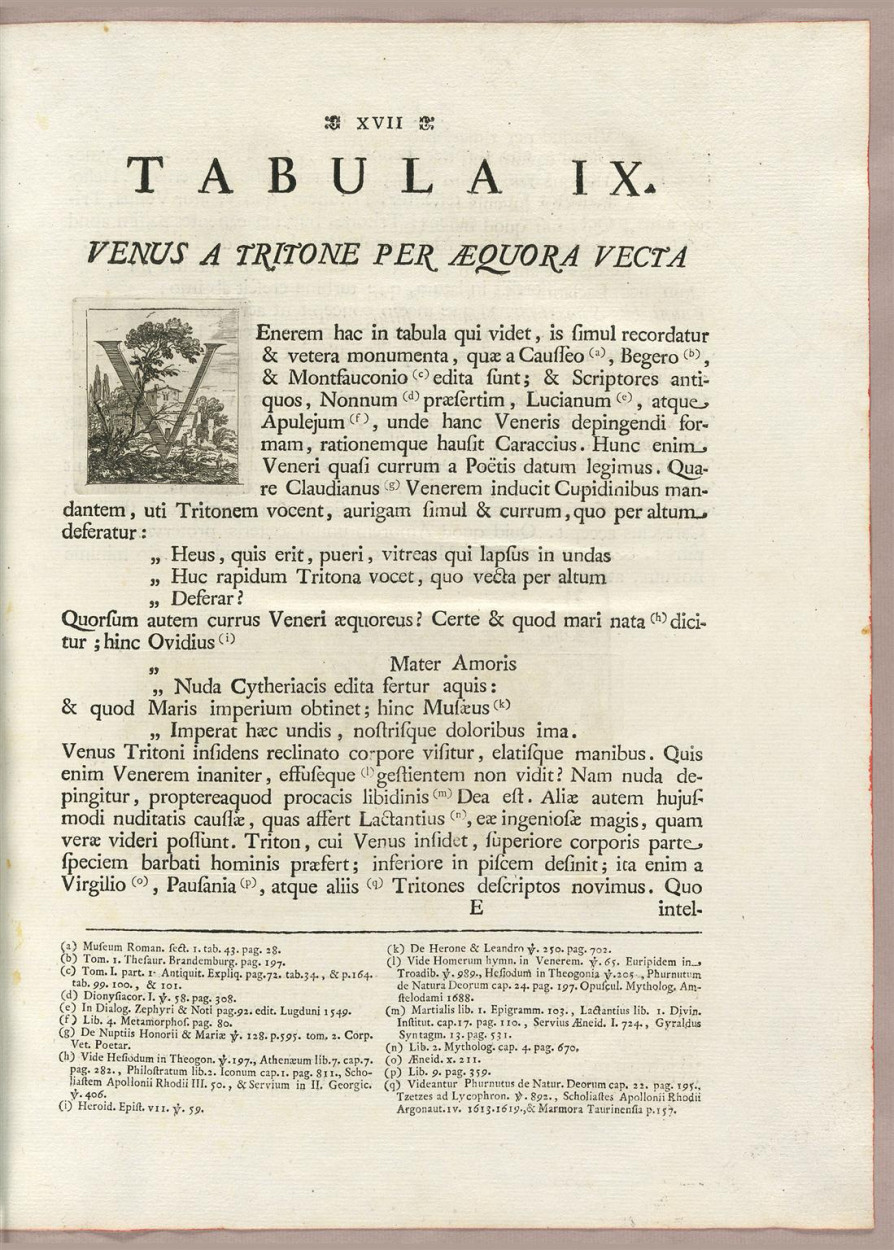 XVII
TABULA IX.
VENUS A TRITONE PER ÆQUORA VECTA
VEnerem hac in tabula qui videt, is ſimul recordatur
& vetera monumenta, quæ a Cauſſeo (a), Begero (b),
& Montfauconio (c) edita ſunt; & Scriptores anti-
quos, Nonnum (d) præſertim, Lucianum (e), atque
Apulejum (f), unde hanc Veneris depingendi for-
mam, rationemque hauſit Caraccius. Hunc enim
Veneri quaſi currum a Poëtis datum legimus. Qua-
re Claudianus (g) Venerem inducit Cupidinibus man-
dantem, uti Tritonem vocent, aurigam ſimul & currum, quo per altum
deferatur:
„ Heus, quis erit, pueri, vitreas qui lapſus in undas
„ Huc rapidum Tritona vocet, quo vecta per altum
„ Deferar?
Quorſum autem currus Veneri æquoreus? Certe & quod mari nata (h) dici-
tur; hinc Ovidius (i)
„ Mater Amoris
„ Nuda Cytheriacis edita fertur aquis:
& quod Maris imperium obtinet; hinc Muſæus (k)
„ Imperat hæc undis, noſtriſque doloribus ima.
Venus Tritoni inſidens reclinato corpore viſitur, elatiſque manibus. Quis
enim Venerem inaniter, effuſeque (l) geſtientem non vidit? Nam nuda de-
pingitur, proptereaquod procacis libidinis (m) Dea eſt. Aliæ autem hujuſ-
modi nuditatis cauſſæ, quas affert Lactantius (n), eæ ingenioſæ magis, quam
veræ videri poſſunt. Triton, cui Venus inſidet, ſuperiore corporis parte
ſpeciem barbati hominis præfert; inferiore in piſcem deſinit; ita enim a
Virgilio (o), Pauſania (p), atque aliis (q) Tritones deſcriptos novimus. Quo
E intel-
(a) Muſeum Roman. ſect. 1. tab. 43. pag. 28.
(b) Tom. 1. Theſaur. Brandemburg. pag. 197.
(c) Tom. I. part. 1. Antiquit. Expliq. pag. 72. tab. 34., & p. 164.
tab. 99. 100., & 101.
(d) Dionyſiacor. I. ℣. 58. pag. 308.
(e) In Dialog. Zephyri & Noti pag. 92. edit. Lugduni 1549.
(f) Lib. 4. Metamorphoſ. pag. 80.
(g) De Nuptiis Honorii & Mariæ ℣. 128. p. 595. tom. 2. Corp.
Vet. Poetar.
(h) Vide Heſiodum in Theogon. ℣. 197., Athenæum lib. 7. cap. 7.
pag. 282., Philoſtratum lib. 2. Iconum cap. 1. pag. 811., Scho-
liaſtem Apollonii Rhodii III. 50., & Servium in II. Georgic.
℣. 406.
(i) Heroid. Epiſt. VII. ℣. 59.
(k) De Herone & Leandro ℣. 250. pag. 702.
(l) Vide Homerum hymn. in Venerem. ℣. 65. Euripidem in
Troadib. ℣. 989., Heſiodum in Theogonia ℣. 205., Phurnutum
de Natura Deorum cap. 24. pag. 197. Opuſcul. Mytholog. Am-
ſtelodami 1688.
(m) Martialis lib. 1. Epigramm. 103., Lactantius lib. 1. Divin.
Inſtitut. cap. 17. pag. 110., Servius Æneid. I. 724., Gyraldus
Syntagm. 13. pag. 531.
(n) Lib. 2. Mytholog. cap. 4. pag. 670.
(o) Æneid. x. 211.
(p) Lib. 9. pag. 359.
(q) Videantur Phurnutus de Natur. Deorum cap. 22. pag. 195.,
Tzetzes ad Lycophron. ℣. 892., Scholiaſtes Apollonii Rhodii
Argonaut. IV. 1613. 1619., & Marmora Taurinenſia p. 157.